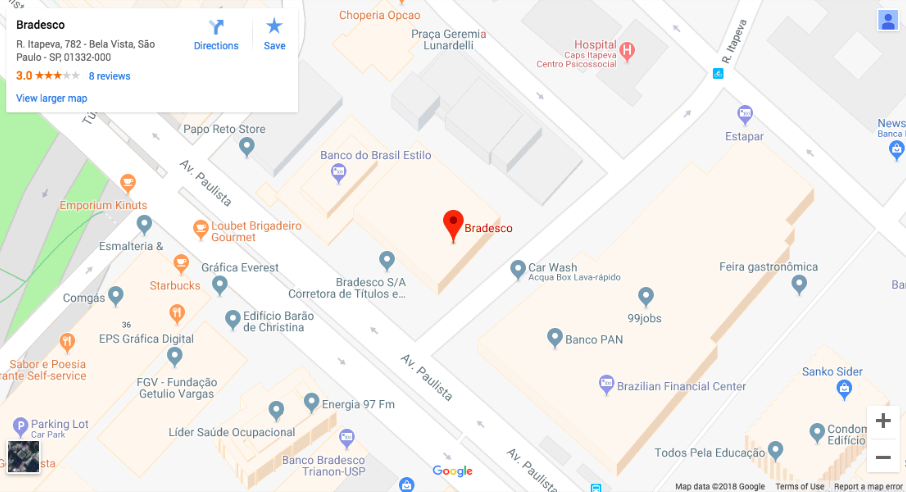 Bradesco
R. Itapeva, 782 - Bela Vista, São
Paulo - SP, 01332-000
3.0
8 reviews
View larger map
Directions
Save
Choperia Opcao
Praça Geremia
Lunardelli
Hospital
Caps Itapeva
Centro Psicossocial
R. Itapeva
Estapar
News
Banca
Papo Reto Store
Av. Paulista
Banco do Brasil Estilo
Emporium Kinuts
Loubet Brigadeiro
Gourmet
Bradesco
Esmalteria &
Gráfica Everest
Starbucks
Bradesco S/A
Corretora de Títulos e...
Car Wash
Acqua Box Lava-rápido
Feira gastronômica
Comgás
36
EPS Gráfica Digital
Edifício Barão
de Christina
99jobs
Banco PAN
Sabor e Poesia
rante Self-service
FGV - Fundação
Getulio Vargas
Av. Paulista
Brazilian Financial Center
Sanko Sider
Energia 97 Fm
Líder Saúde Ocupacional
Parking Lot
Car Park
Banco Bradesco
Trianon-USP
Av. Paulista
Todos Pela Educação
Condom
Edifício
Google
Map data ©2018 Google
Terms of Use
Report a map error